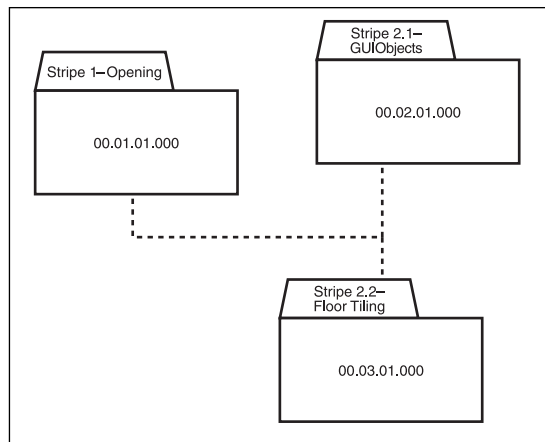 Stripe 1–Opening
00.01.01.000
Stripe 2.1–
GUIObjects
00.02.01.000
Stripe 2.2–
Floor Tiling
00.03.01.000